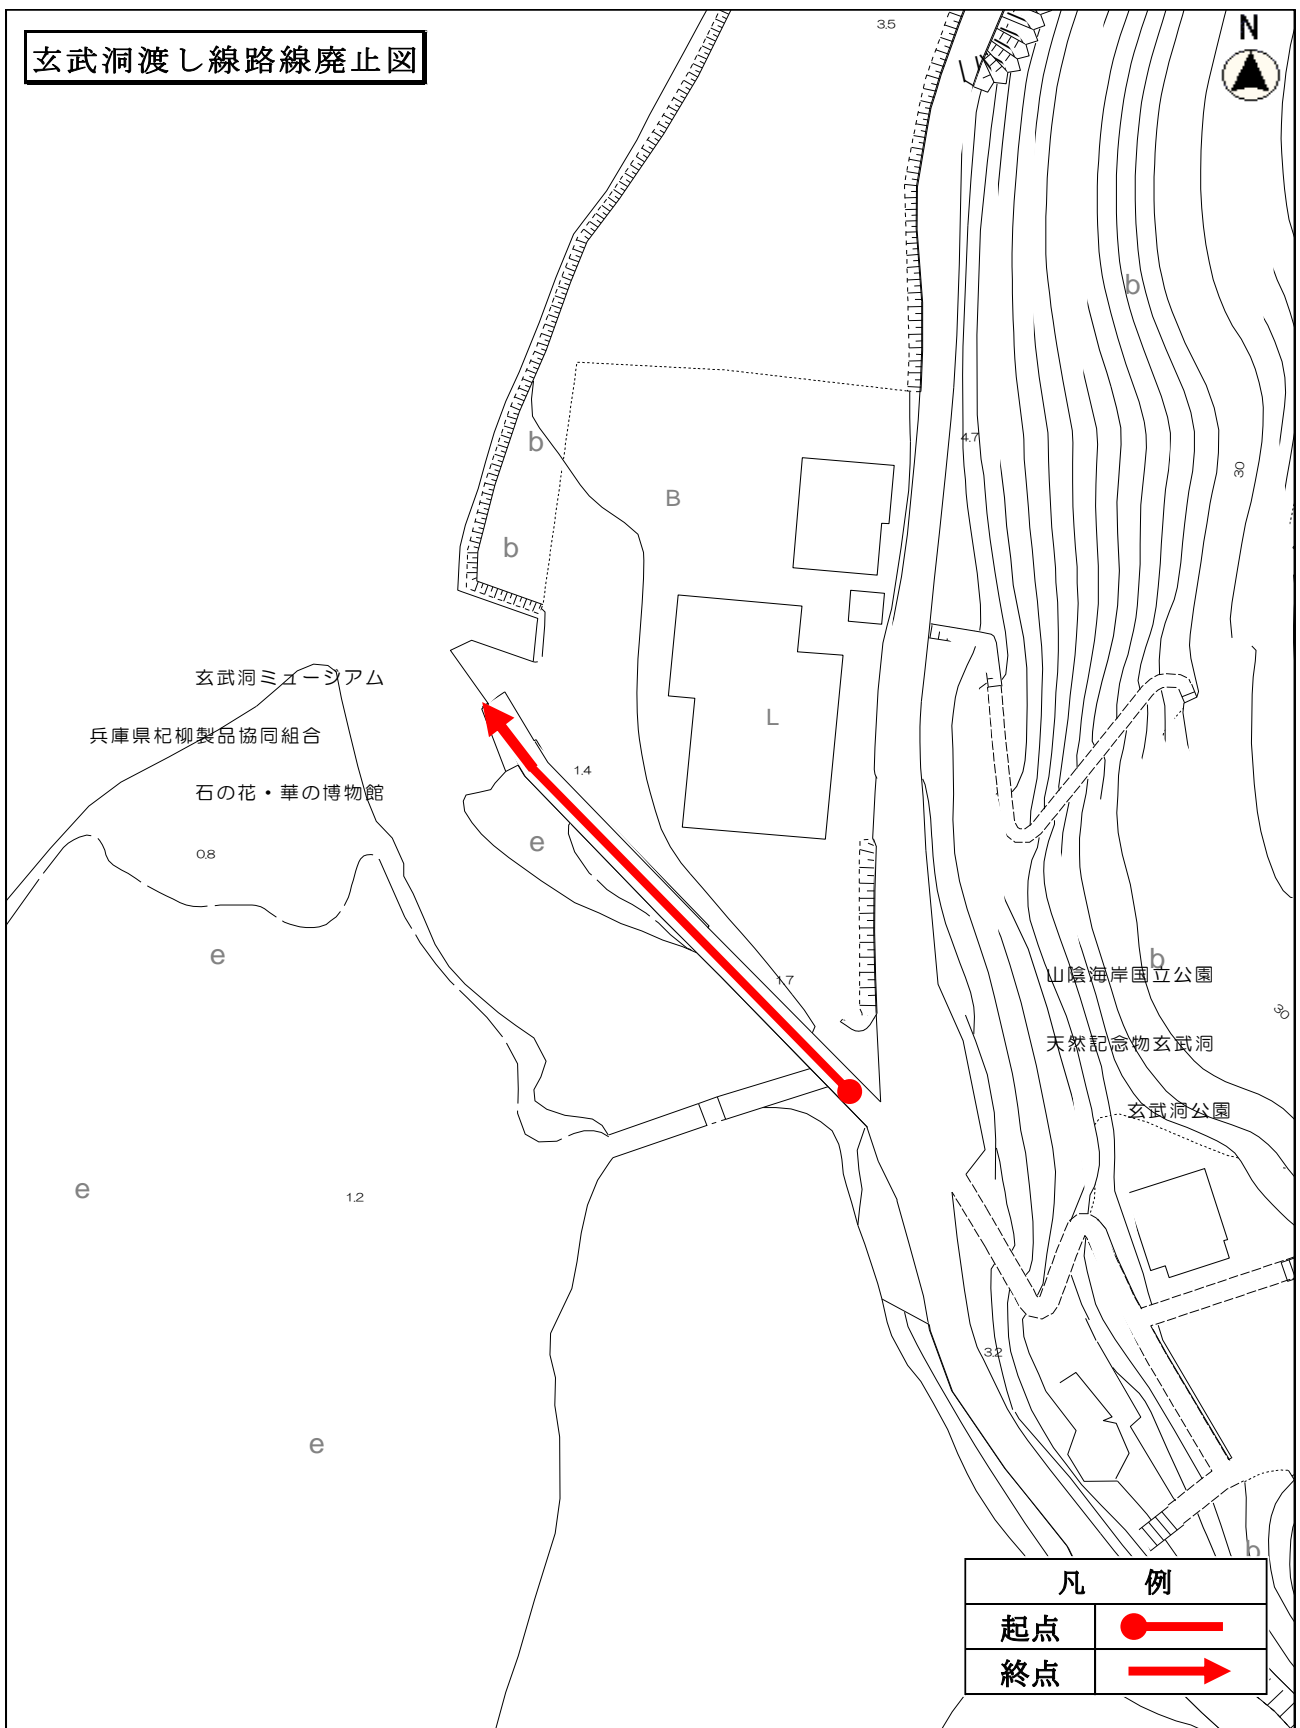 玄武洞渡し線路線廃止図
3.5
N
b
4.7
30
b
B
b
玄武洞ミュージアム
兵庫県杞柳製品協同組合
石の花・華の博物館
L
1.4
0.8
e
e
b
山陰海岸国立公園
1.7
30
天然記念物玄武洞
玄武洞公園
e
1.2
3.2
e
b
凡 例
起点
終点